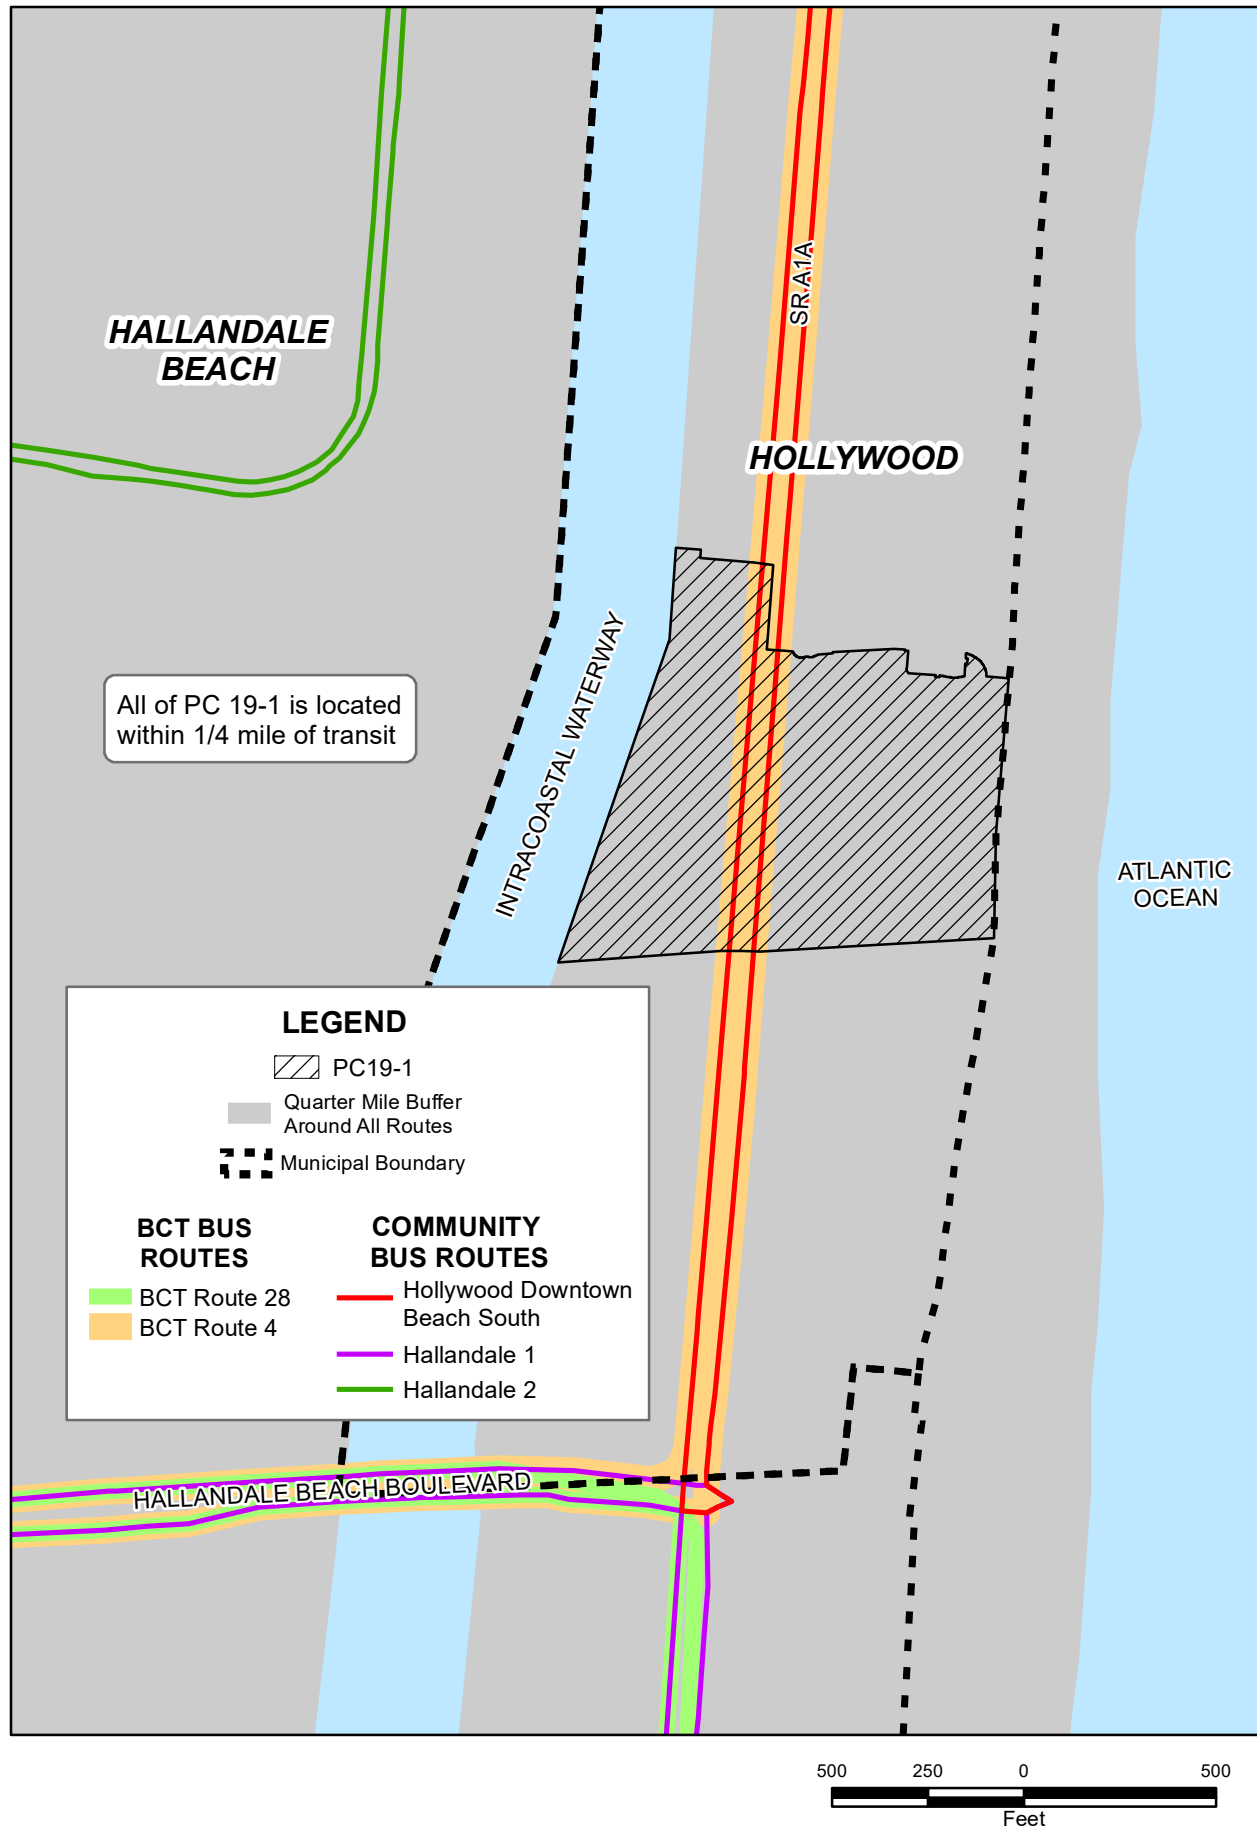 SR A1A
HALLANDALE
BEACH
HOLLYWOOD
All of PC 19-1 is located
within 1/4 mile of transit
INTRACOASTAL WATERWAY
ATLANTIC
OCEAN
LEGEND
PC19-1
Quarter Mile Buffer
Around All Routes
Municipal Boundary
BCT BUS
ROUTES
BCT Route 28
BCT Route 4
COMMUNITY
BUS ROUTES
Hollywood Downtown
Beach South
Hallandale 1
Hallandale 2
HALLANDALE BEACH BOULEVARD
500 250 0 500
Feet